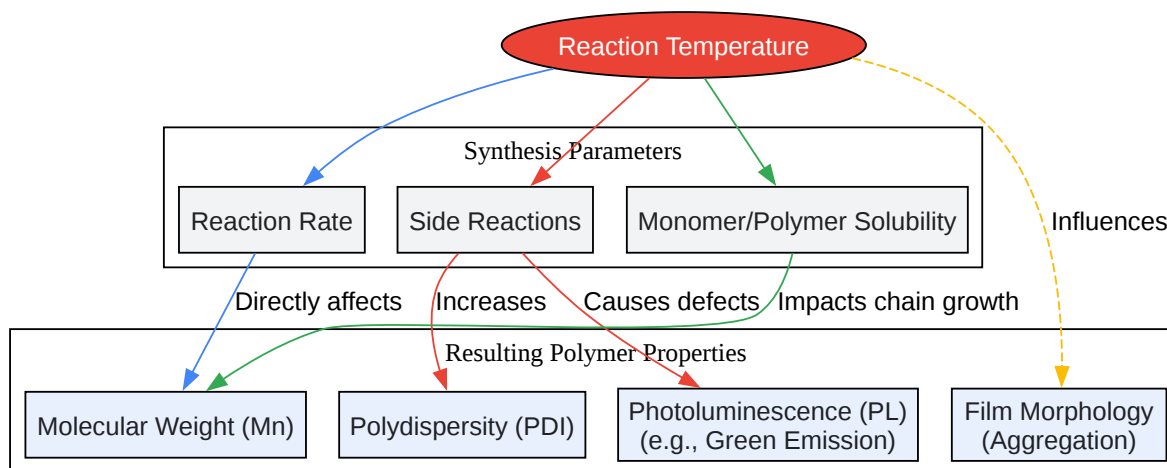 Reaction Temperature
Synthesis Parameters
Reaction Rate
Side Reactions
Monomer/Polymer Solubility
Influences
Directly affects
Increases
Causes defects
Impacts chain growth
Resulting Polymer Properties
Molecular Weight (Mn)
Polydispersity (PDI)
Photoluminescence (PL)
(e.g., Green Emission)
Film Morphology
(Aggregation)